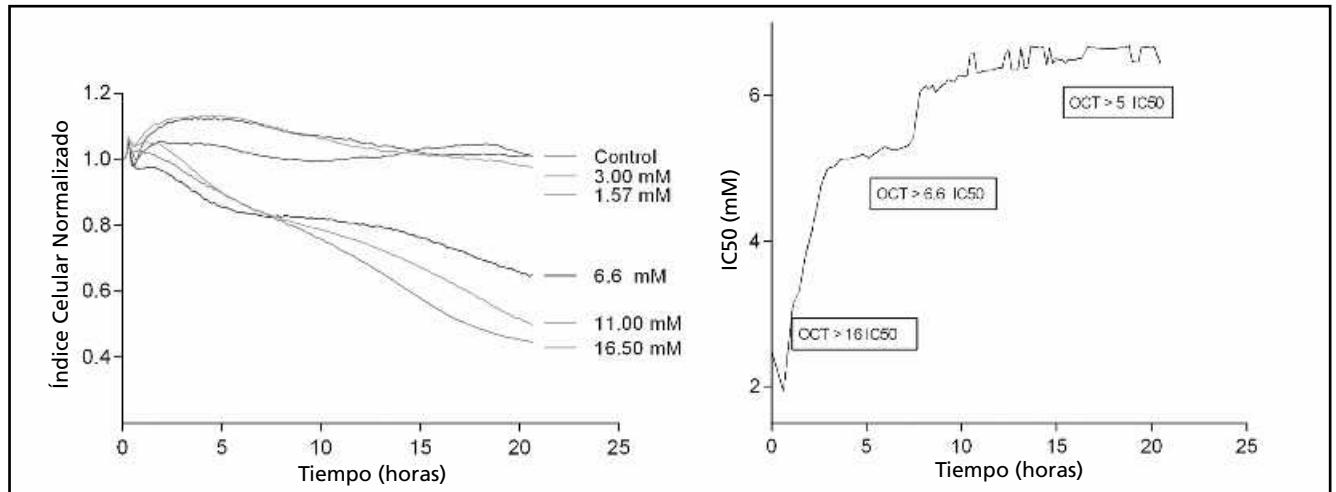 Índice Celular Normalizado
1.2
1.0
0.8
0.6
0.4
0
5
10
15
20
25
Tiempo (horas)
Control
3.00 mM
1.57 mM
6.6 mM
11.00 mM
16.50 mM
IC50 (mM)
6
4
2
0
5
10
15
20
25
Tiempo (horas)
OCT > 5 IC50
OCT > 6.6 IC50
OCT > 16 IC50